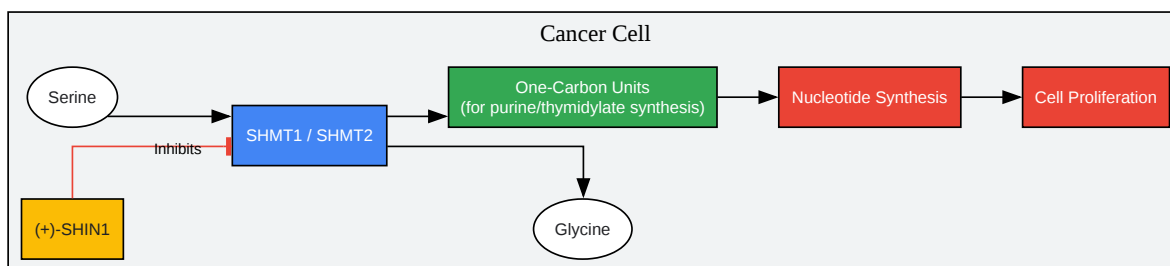 Cancer Cell
Serine
SHMT1 / SHMT2
One-Carbon Units
(for purine/thymidylate synthesis)
Nucleotide Synthesis
Cell Proliferation
Inhibits
(+)-SHIN1
Glycine